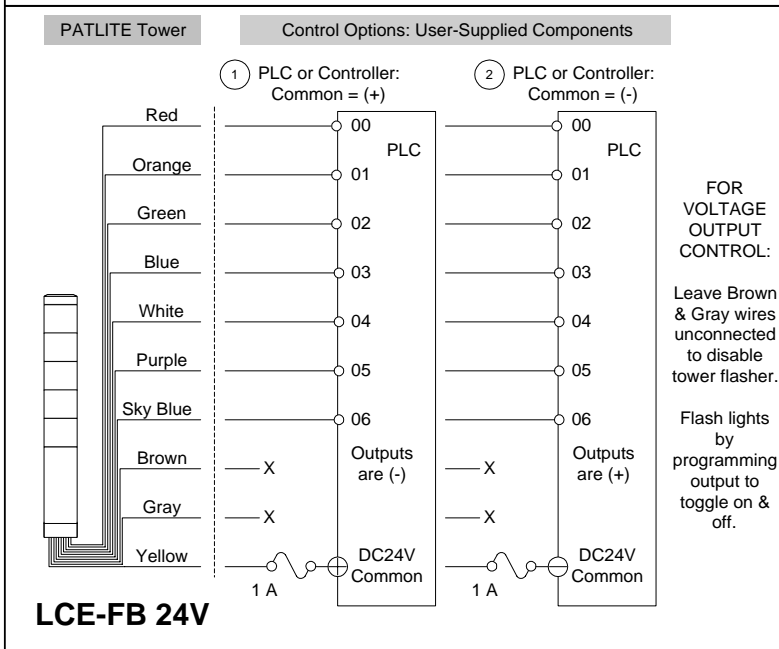 PATLITE Tower
Control Options: User-Supplied Components
1
PLC or Controller:
Common = (+)
2
PLC or Controller:
Common = (-)
Red
Orange
Green
Blue
White
Purple
Sky Blue
Brown
Gray
Yellow
00
PLC
01
02
03
04
05
06
X
X
Outputs
are (-)
1 A
DC24V
Common
00
PLC
01
02
03
04
05
06
X
X
Outputs
are (+)
1 A
DC24V
Common
FOR
VOLTAGE
OUTPUT
CONTROL:
Leave Brown
& Gray wires
unconnected
to disable
tower flasher.
Flash lights
by
programming
output to
toggle on &
off.
LCE-FB 24V